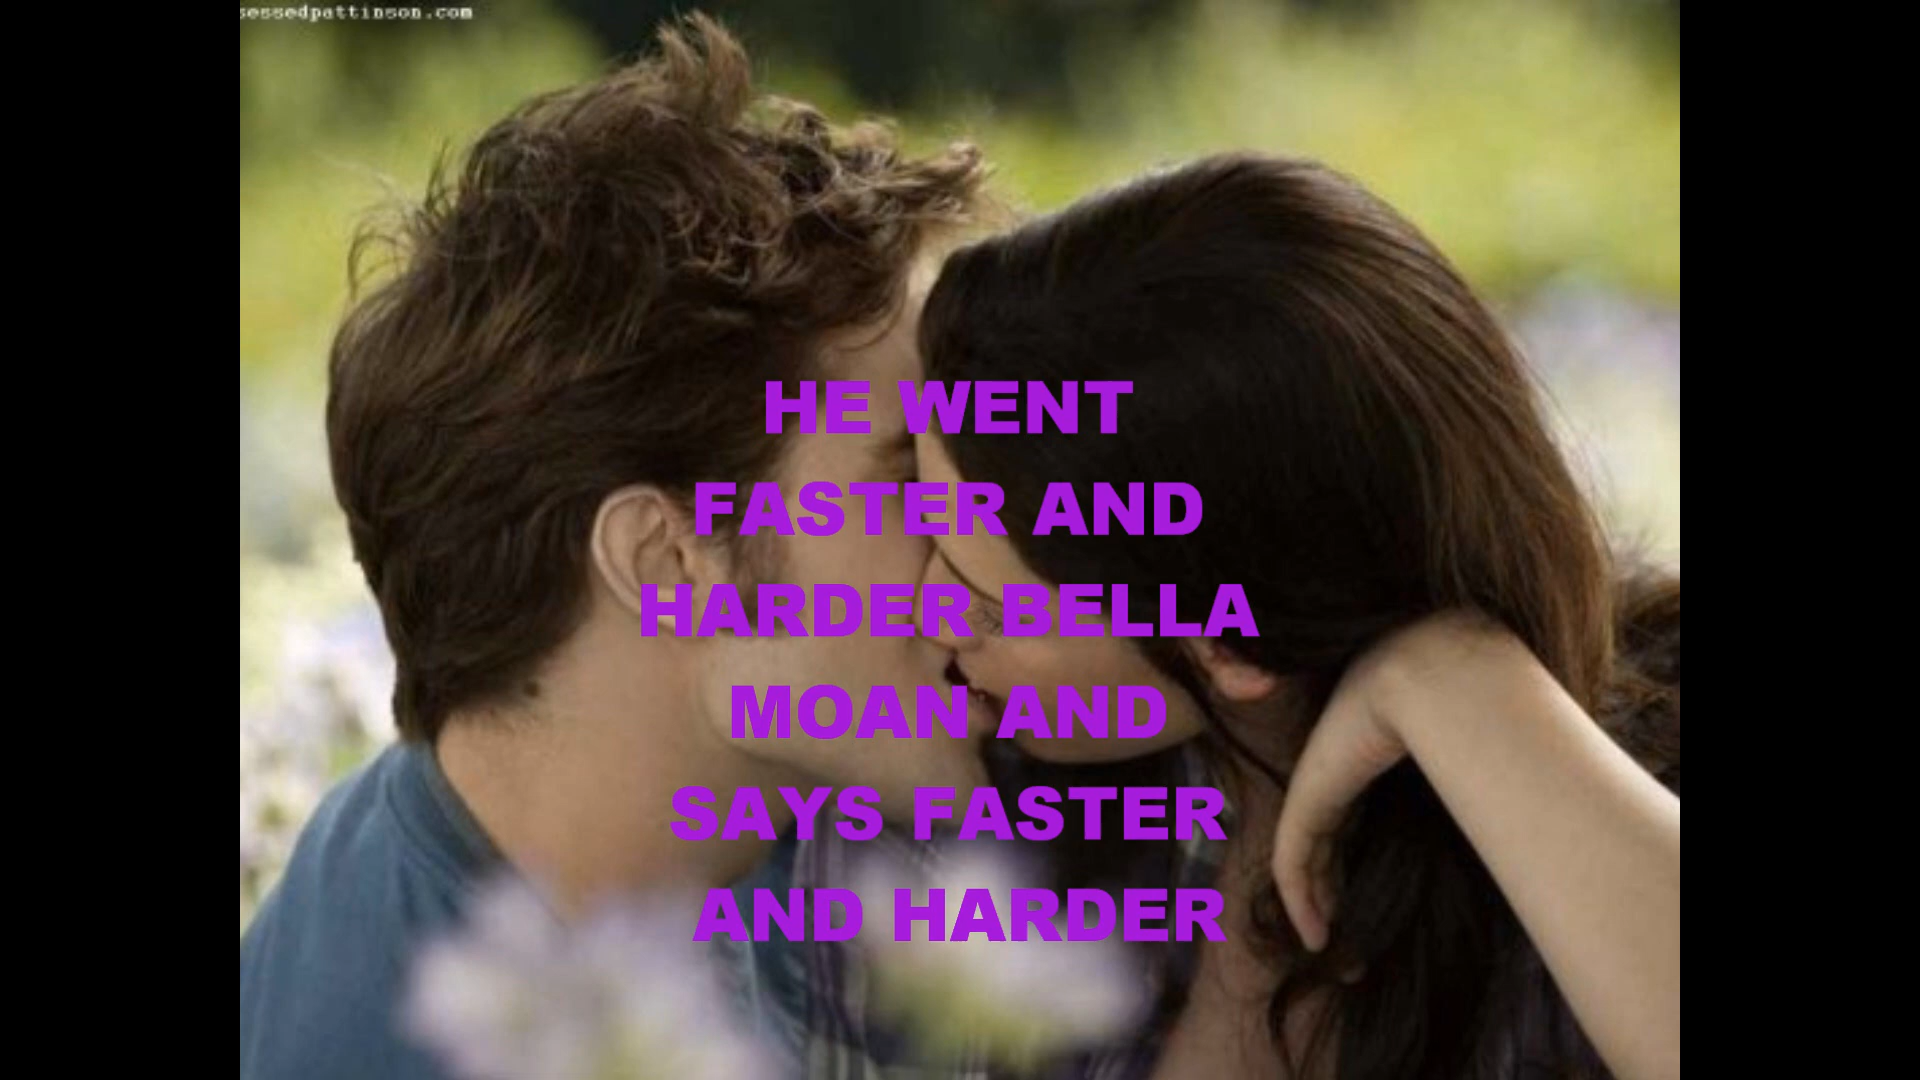 sessedpattinson.com
HE WENT
FASTER AND
HARDER BELLA
MOAN AND
SAYS FASTER
AND HARDER